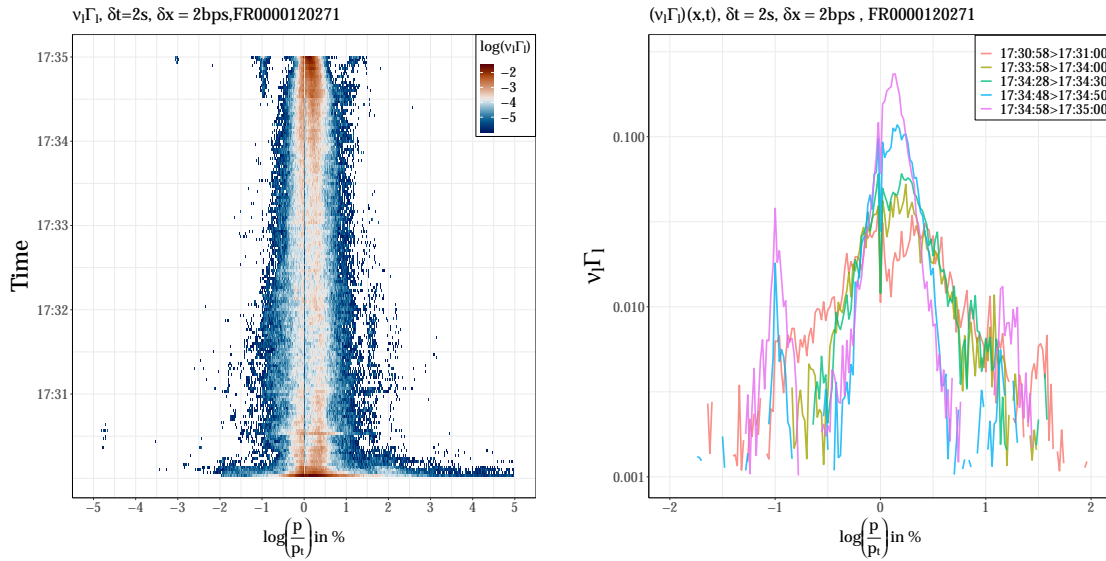 νlΓl, δt=2s, δx = 2bps,FR0000120271
log(νlΓl)
−2
−3
−4
−5
17:35
17:34
17:33
17:32
17:31
Time
−5 −4 −3 −2 −1 0 1 2 3 4 5
log(p/pt) in %
(νlΓl)(x,t), δt = 2s, δx = 2bps , FR0000120271
17:30:58>17:31:00
17:33:58>17:34:00
17:34:28>17:34:30
17:34:48>17:34:50
17:34:58>17:35:00
0.100
0.010
0.001
νlΓl
−2 −1 0 1 2
log(p/pt) in %